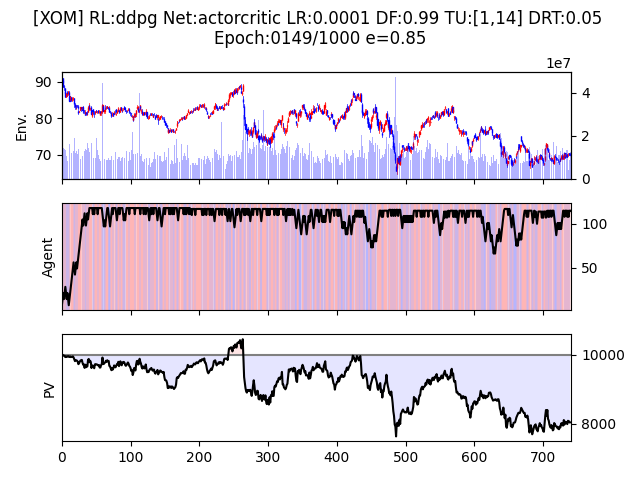 [XOM] RL:ddpg Net:actorcritic LR:0.0001 DF:0.99 TU:[1,14] DRT:0.05
Epoch:0149/1000 e=0.85
1e7
90
80
70
Env.
4
2
0
Agent
100
50
PV
10000
8000
0 100 200 300 400 500 600 700